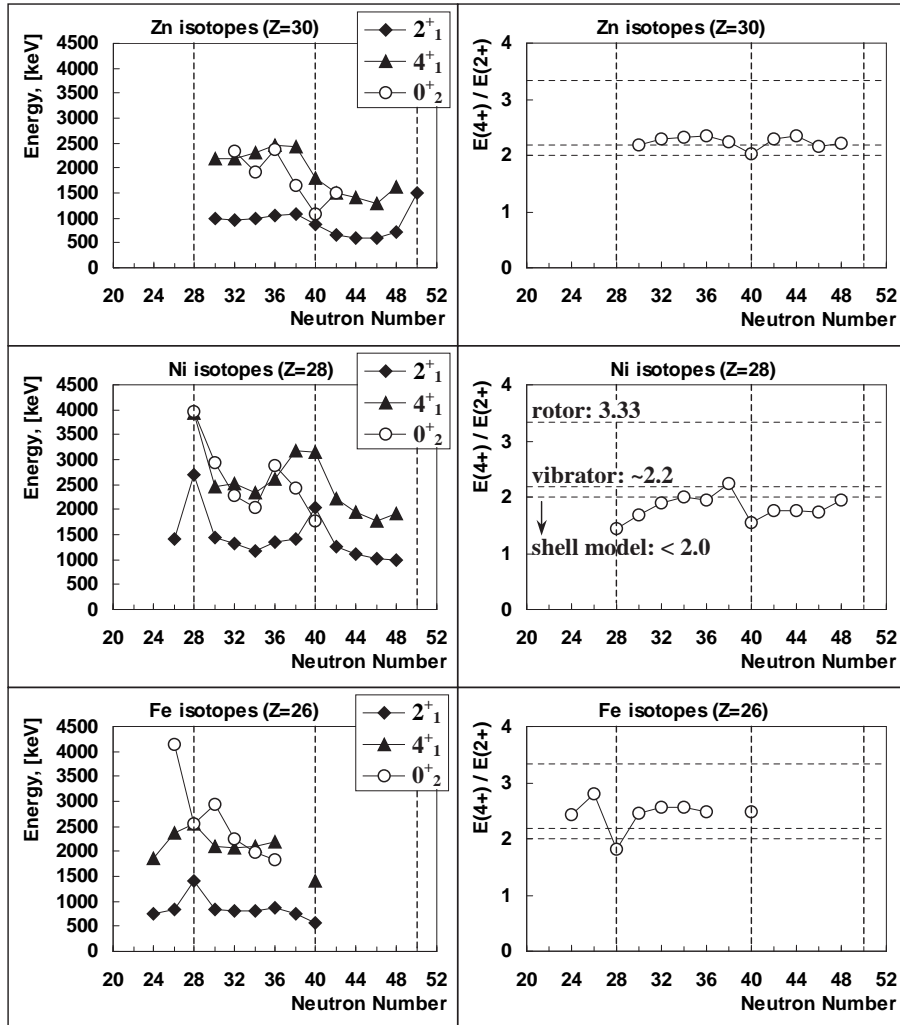 Zn isotopes (Z=30)
2⁺₁
4⁺₁
0⁺₂
Energy, [keV]
4500
4000
3500
3000
2500
2000
1500
1000
500
0
20 24 28 32 36 40 44 48 52
Neutron Number
Zn isotopes (Z=30)
E(4+) / E(2+)
4
3
2
1
20 24 28 32 36 40 44 48 52
Neutron Number
Ni isotopes (Z=28)
2⁺₁
4⁺₁
0⁺₂
Energy, [keV]
4500
4000
3500
3000
2500
2000
1500
1000
500
0
20 24 28 32 36 40 44 48 52
Neutron Number
Ni isotopes (Z=28)
E(4+) / E(2+)
4
3
2
1
rotor: 3.33
vibrator: ~2.2
shell model: < 2.0
20 24 28 32 36 40 44 48 52
Neutron Number
Fe isotopes (Z=26)
2⁺₁
4⁺₁
0⁺₂
Energy, [keV]
4500
4000
3500
3000
2500
2000
1500
1000
500
0
20 24 28 32 36 40 44 48 52
Neutron Number
Fe isotopes (Z=26)
E(4+) / E(2+)
4
3
2
1
0
20 24 28 32 36 40 44 48 52
Neutron Number